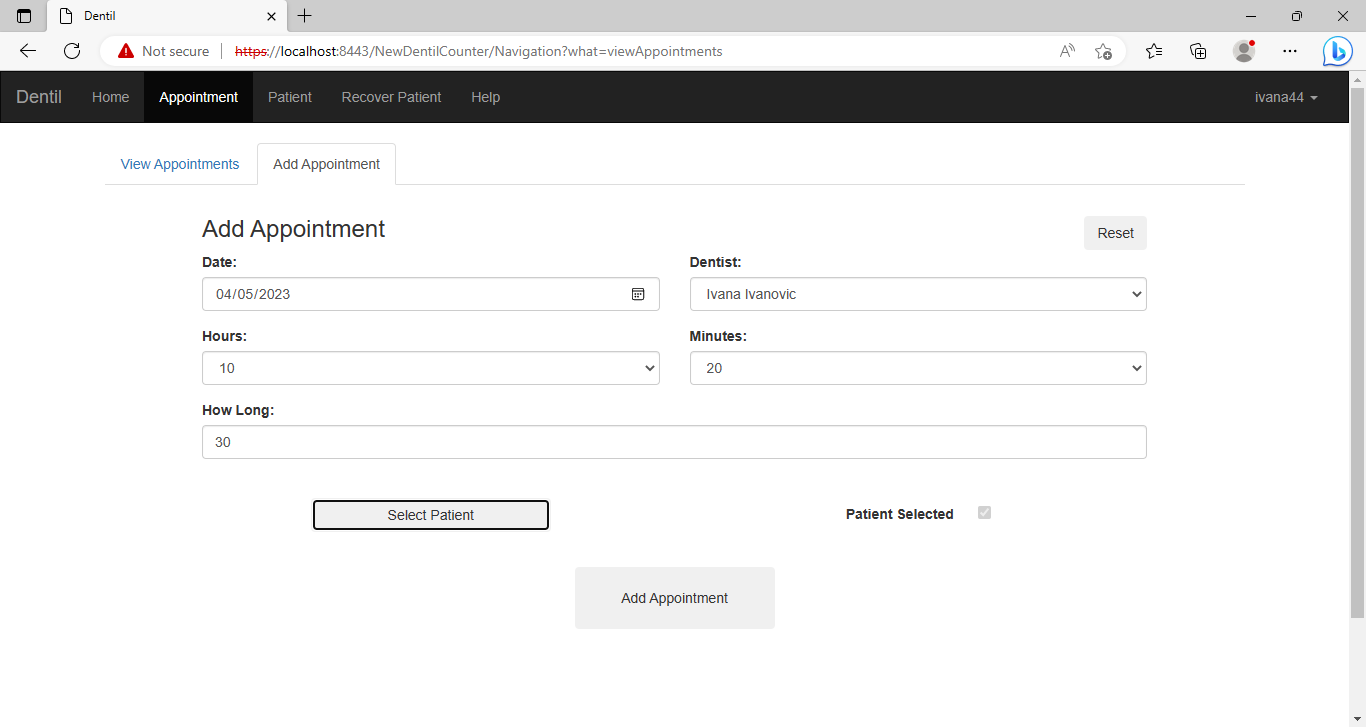 Dentil
Not secure https://localhost:8443/NewDentilCounter/Navigation?what=viewAppointments
Dentil Home Appointment Patient Recover Patient Help ivana44
View Appointments Add Appointment
Add Appointment Reset
Date: Dentist:
04/05/2023 Ivana Ivanovic
Hours: Minutes:
10 20
How Long:
30
Select Patient Patient Selected
Add Appointment